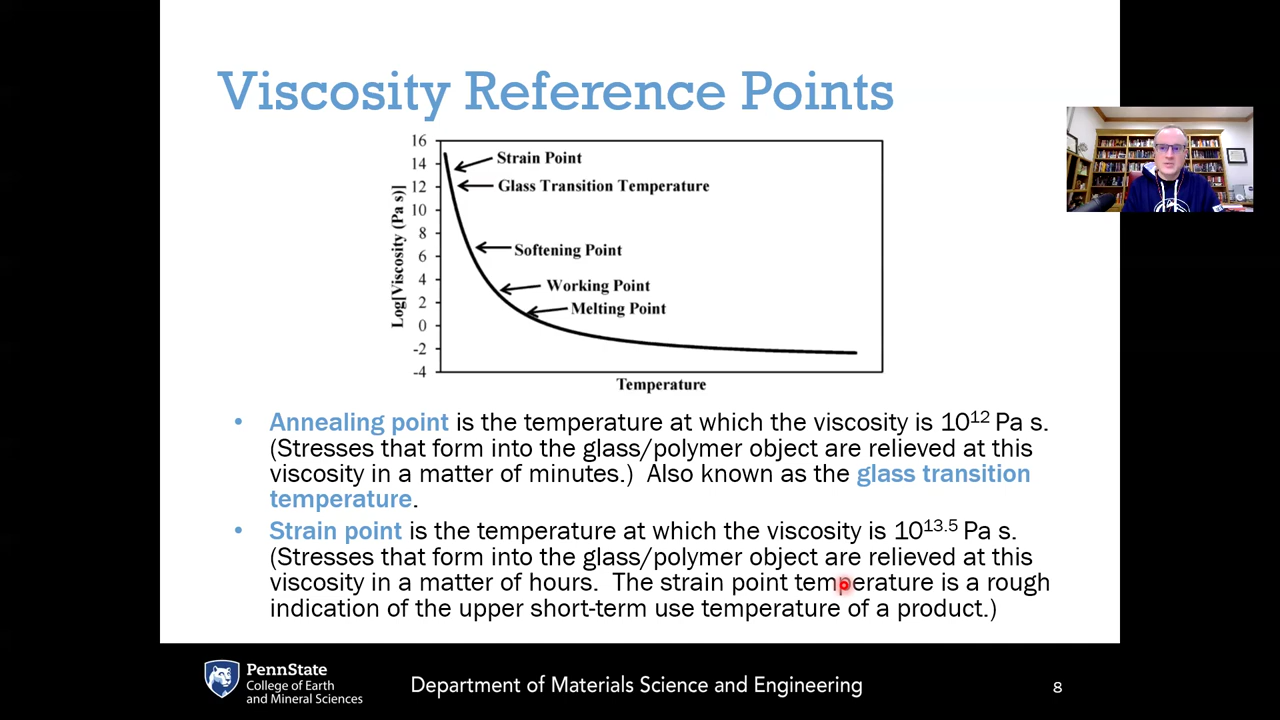 Viscosity Reference Points
16
14
12
10
8
6
4
2
0
-2
-4
Log[Viscosity (Pa s)]
Strain Point
Glass Transition Temperature
Softening Point
Working Point
Melting Point
Temperature
• Annealing point is the temperature at which the viscosity is 10¹² Pa s.
(Stresses that form into the glass/polymer object are relieved at this
viscosity in a matter of minutes.) Also known as the glass transition
temperature.
• Strain point is the temperature at which the viscosity is 10¹³·⁵ Pa s.
(Stresses that form into the glass/polymer object are relieved at this
viscosity in a matter of hours. The strain point temperature is a rough
indication of the upper short-term use temperature of a product.)
PennState
College of Earth
and Mineral Sciences
Department of Materials Science and Engineering
8